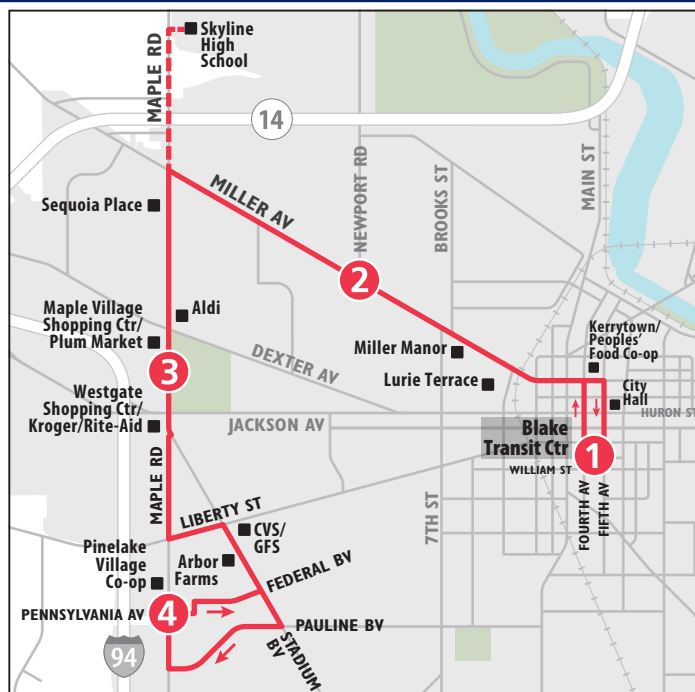 Skyline
High
School
MAPLE RD
14
MILLER AV
NEWPORT RD
BROOKS ST
MAIN ST
Sequoia Place
2
Aldi
Maple Village
Shopping Ctr/
Plum Market
Kerrytown/
Peoples'
Food Co-op
Miller Manor
DEXTER AV
3
Lurie Terrace
City
Hall
Westgate
Shopping Ctr/
Kroger/Rite-Aid
JACKSON AV
HURON ST
Blake
Transit Ctr
1
WILLIAM ST
MAPLE RD
7TH ST
FOURTH AV
FIFTH AV
LIBERTY ST
CVS/
GFS
Pinelake
Village
Co-op
Arbor
Farms
FEDERAL BV
PENNSYLVANIA AV
4
PAULINE BV
STADIUM
BV
94